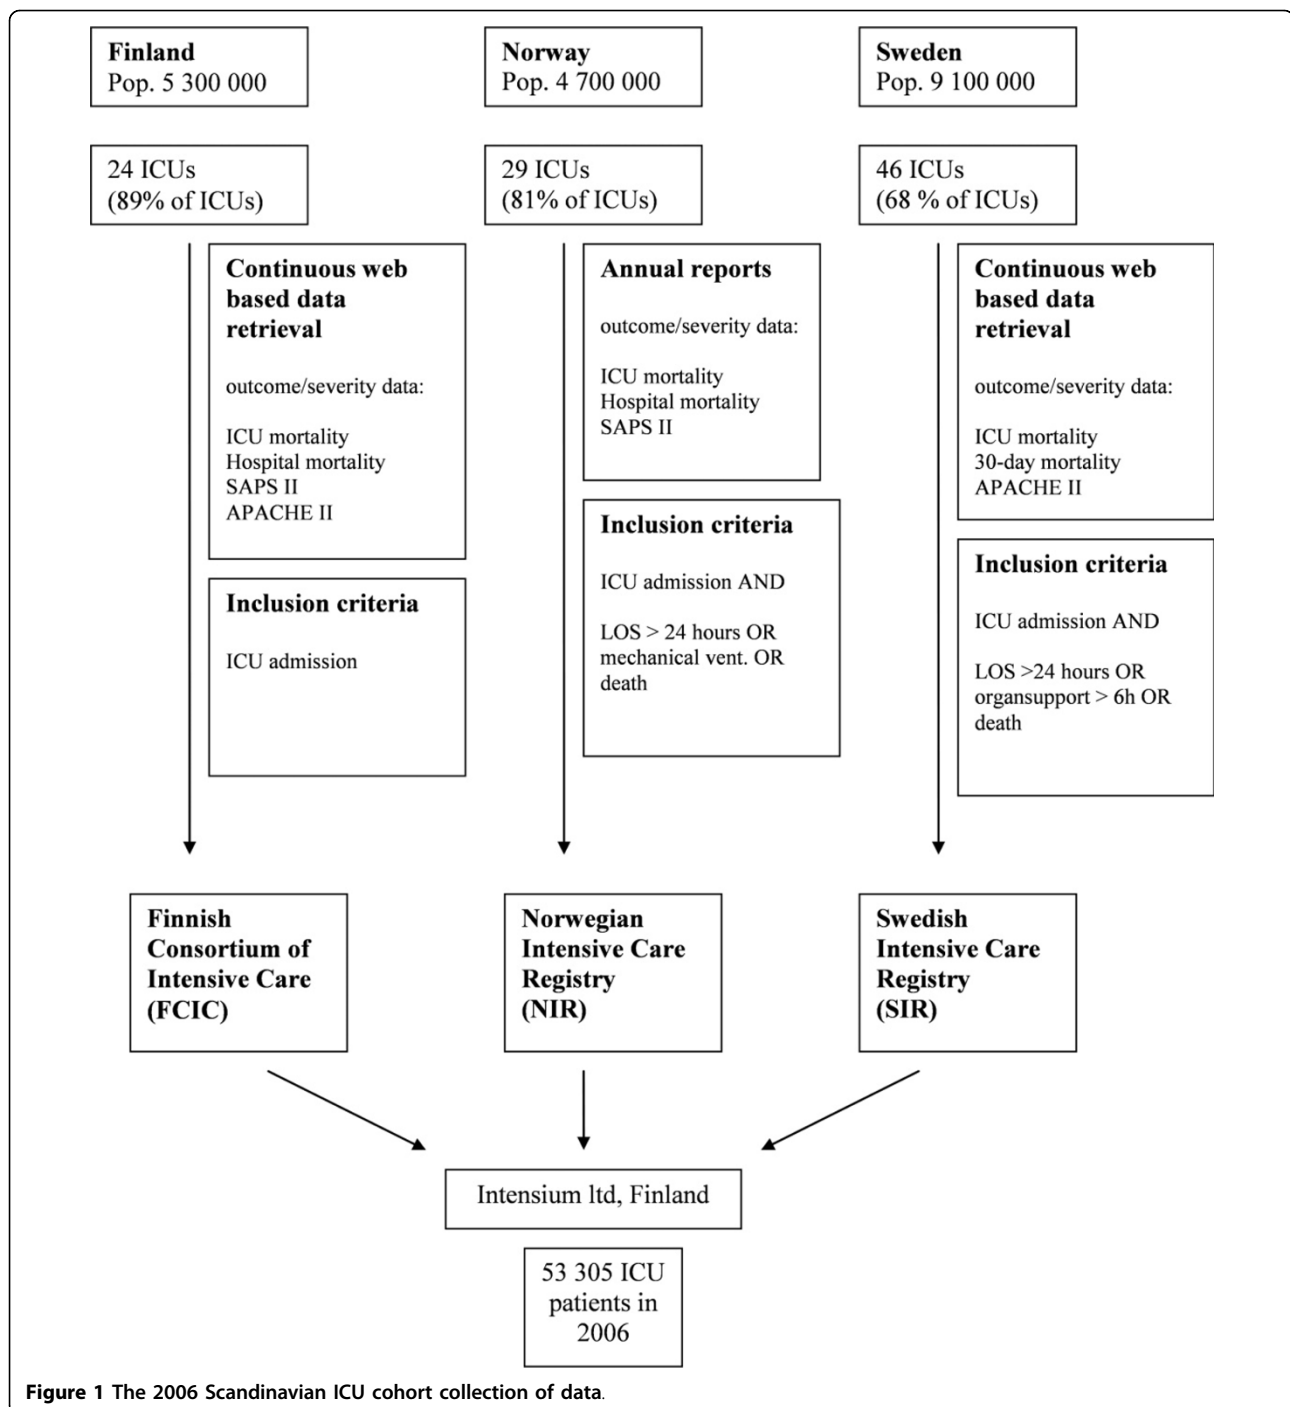 Finland
Pop. 5 300 000
Norway
Pop. 4 700 000
Sweden
Pop. 9 100 000
24 ICUs
(89% of ICUs)
29 ICUs
(81% of ICUs)
46 ICUs
(68 % of ICUs)
Continuous web
based data
retrieval
outcome/severity data:
ICU mortality
Hospital mortality
SAPS II
APACHE II
Inclusion criteria
ICU admission
Annual reports
outcome/severity data:
ICU mortality
Hospital mortality
SAPS II
Inclusion criteria
ICU admission AND
LOS > 24 hours OR
mechanical vent. OR
death
Continuous web
based data
retrieval
outcome/severity data:
ICU mortality
30-day mortality
APACHE II
Inclusion criteria
ICU admission AND
LOS >24 hours OR
organsupport > 6h OR
death
Finnish
Consortium of
Intensive Care
(FCIC)
Norwegian
Intensive Care
Registry
(NIR)
Swedish
Intensive Care
Registry
(SIR)
Intensium ltd, Finland
53 305 ICU
patients in
2006
Figure 1 The 2006 Scandinavian ICU cohort collection of data.